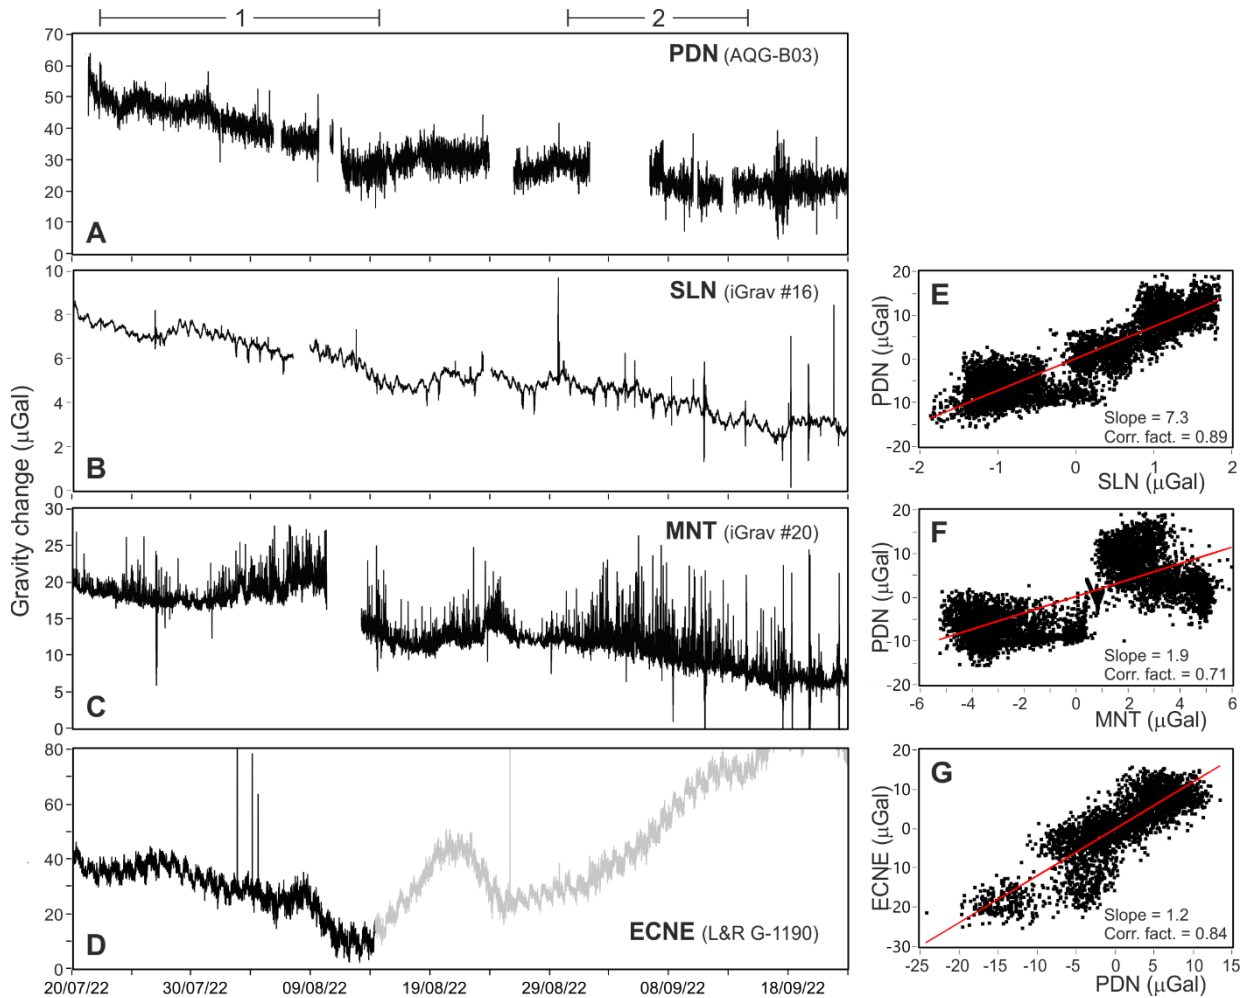 1
2
70
60
50
40
30
20
10
0
PDN (AQG-B03)
A
10
8
6
4
2
0
SLN (iGrav #16)
B
Gravity change (µGal)
30
25
20
15
10
5
0
MNT (iGrav #20)
C
80
60
40
20
0
ECNE (L&R G-1190)
D
20/07/22 30/07/22 09/08/22 19/08/22 29/08/22 08/09/22 18/09/22
E
PDN (µGal)
20
10
0
10
-20
Slope = 7.3
Corr. fact. = 0.89
-2 -1 0 1 2
SLN (µGal)
F
PDN (µGal)
20
10
0
-10
-20
Slope = 1.9
Corr. fact. = 0.71
-6 -4 -2 0 2 4 6
MNT (µGal)
G
ECNE (µGal)
20
10
0
10
-20
-30
Slope = 1.2
Corr. fact. = 0.84
-25 -20 -15 -10 -5 0 5 10 15
PDN (µGal)